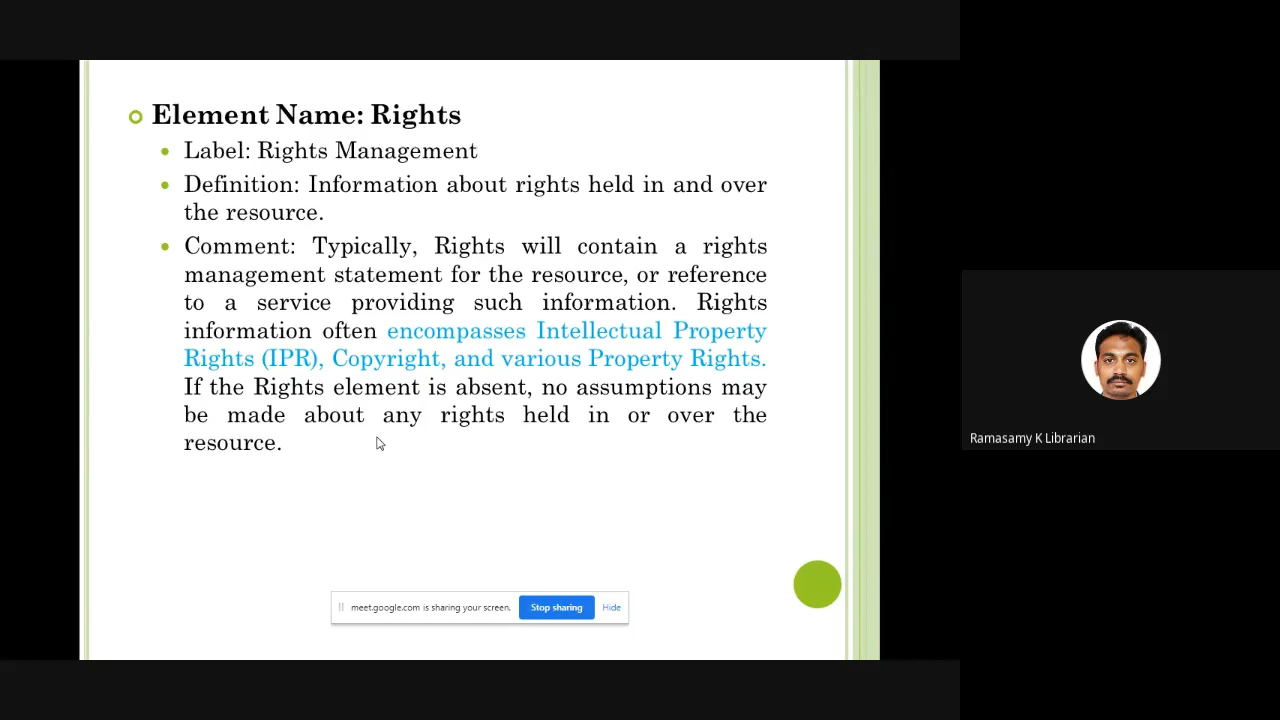 Element Name: Rights
Label: Rights Management
Definition: Information about rights held in and over
the resource.
Comment: Typically, Rights will contain a rights
management statement for the resource, or reference
to a service providing such information. Rights
information often encompasses Intellectual Property
Rights (IPR), Copyright, and various Property Rights.
If the Rights element is absent, no assumptions may
be made about any rights held in or over the
resource.
meet.google.com is sharing your screen. Stop sharing Hide
Ramasamy K Librarian